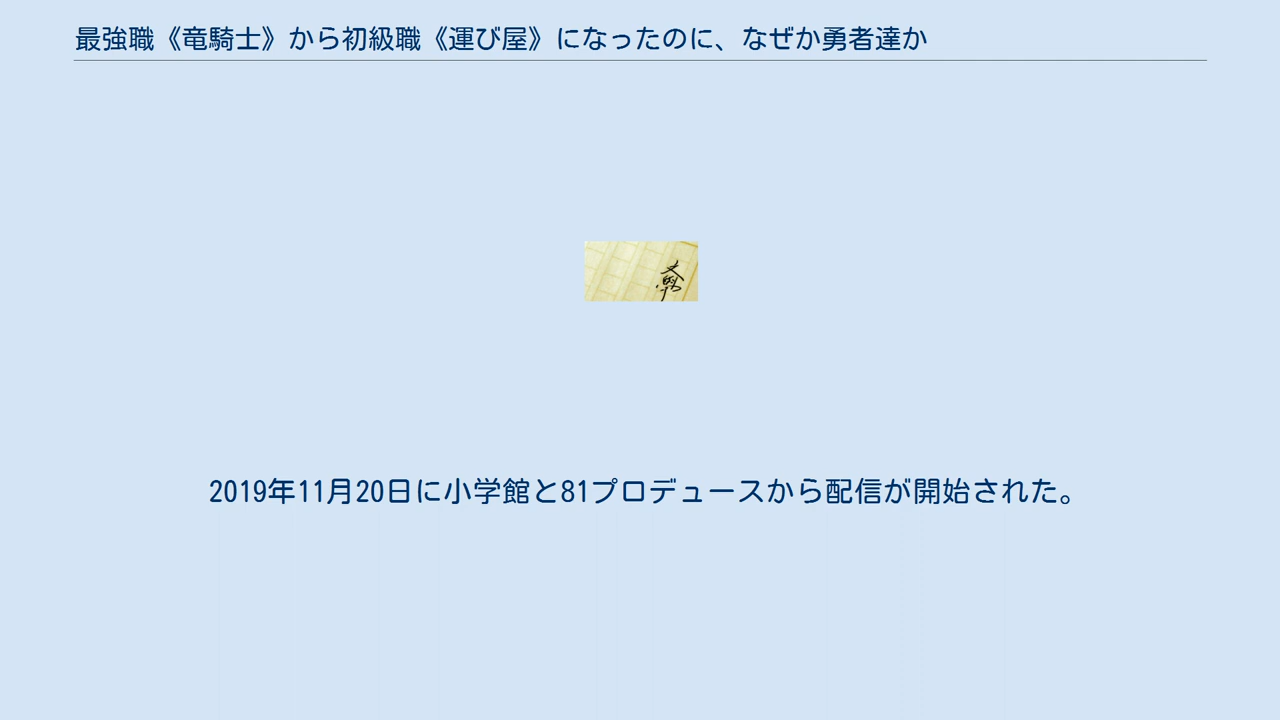 最強職《竜騎士》から初級職《運び屋》になったのに、なぜか勇者達か
2019年11月20日に小学館と81プロデュースから配信が開始された。